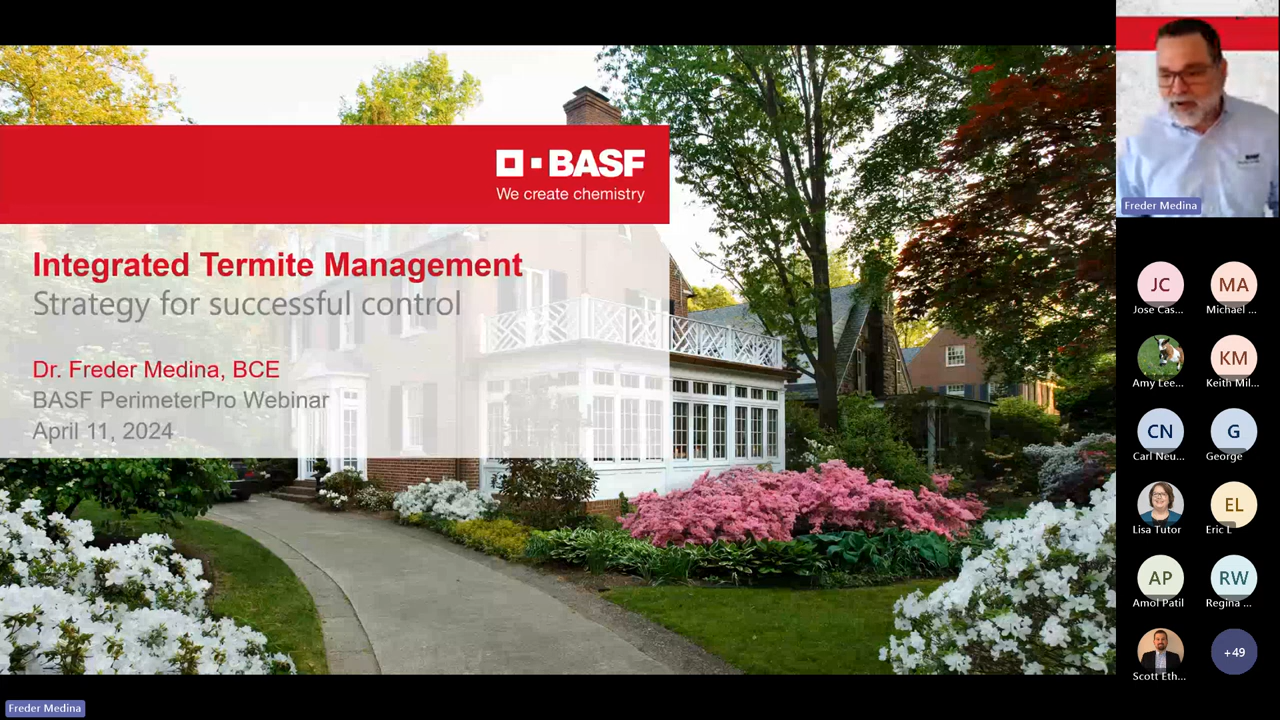 BASF
We create chemistry
Integrated Termite Management
Strategy for successful control
Dr. Freder Medina, BCE
BASF PerimeterPro Webinar
April 11, 2024
Freder Medina
JC
MA
Jose Cas...
Michael ...
KM
Amy Lee...
Keith Mil...
CN
G
Carl Neu...
George
EL
Lisa Tutor
Eric L
AP
RW
Amol Patil
Regina ...
+49
Scott Eth...
Freder Medina